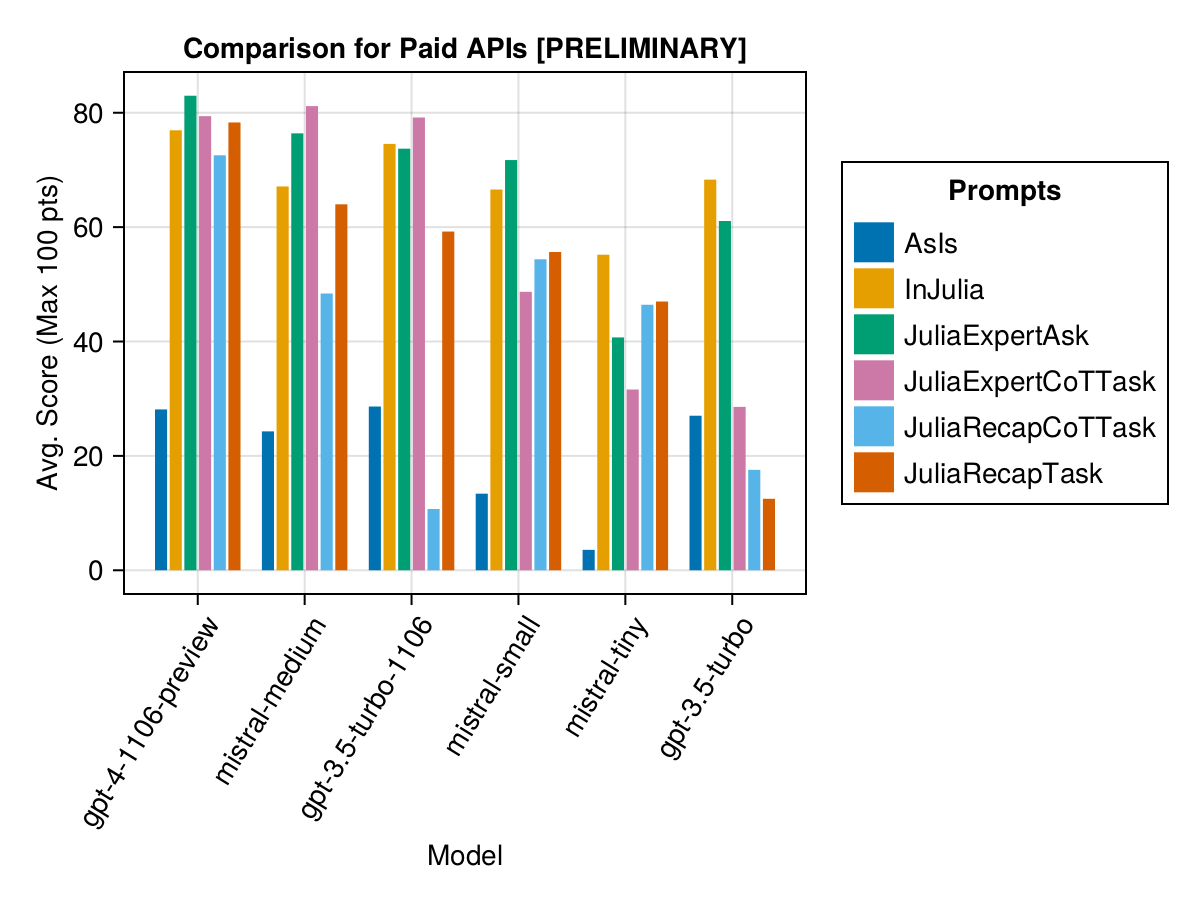 Comparison for Paid APIs [PRELIMINARY]
Avg. Score (Max 100 pts)
80
60
40
20
0
gpt-4-1106-preview
mistral-medium
gpt-3.5-turbo-1106
mistral-small
mistral-tiny
gpt-3.5-turbo
Model
Prompts
AsIs
InJulia
JuliaExpertAsk
JuliaExpertCoTTask
JuliaRecapCoTTask
JuliaRecapTask